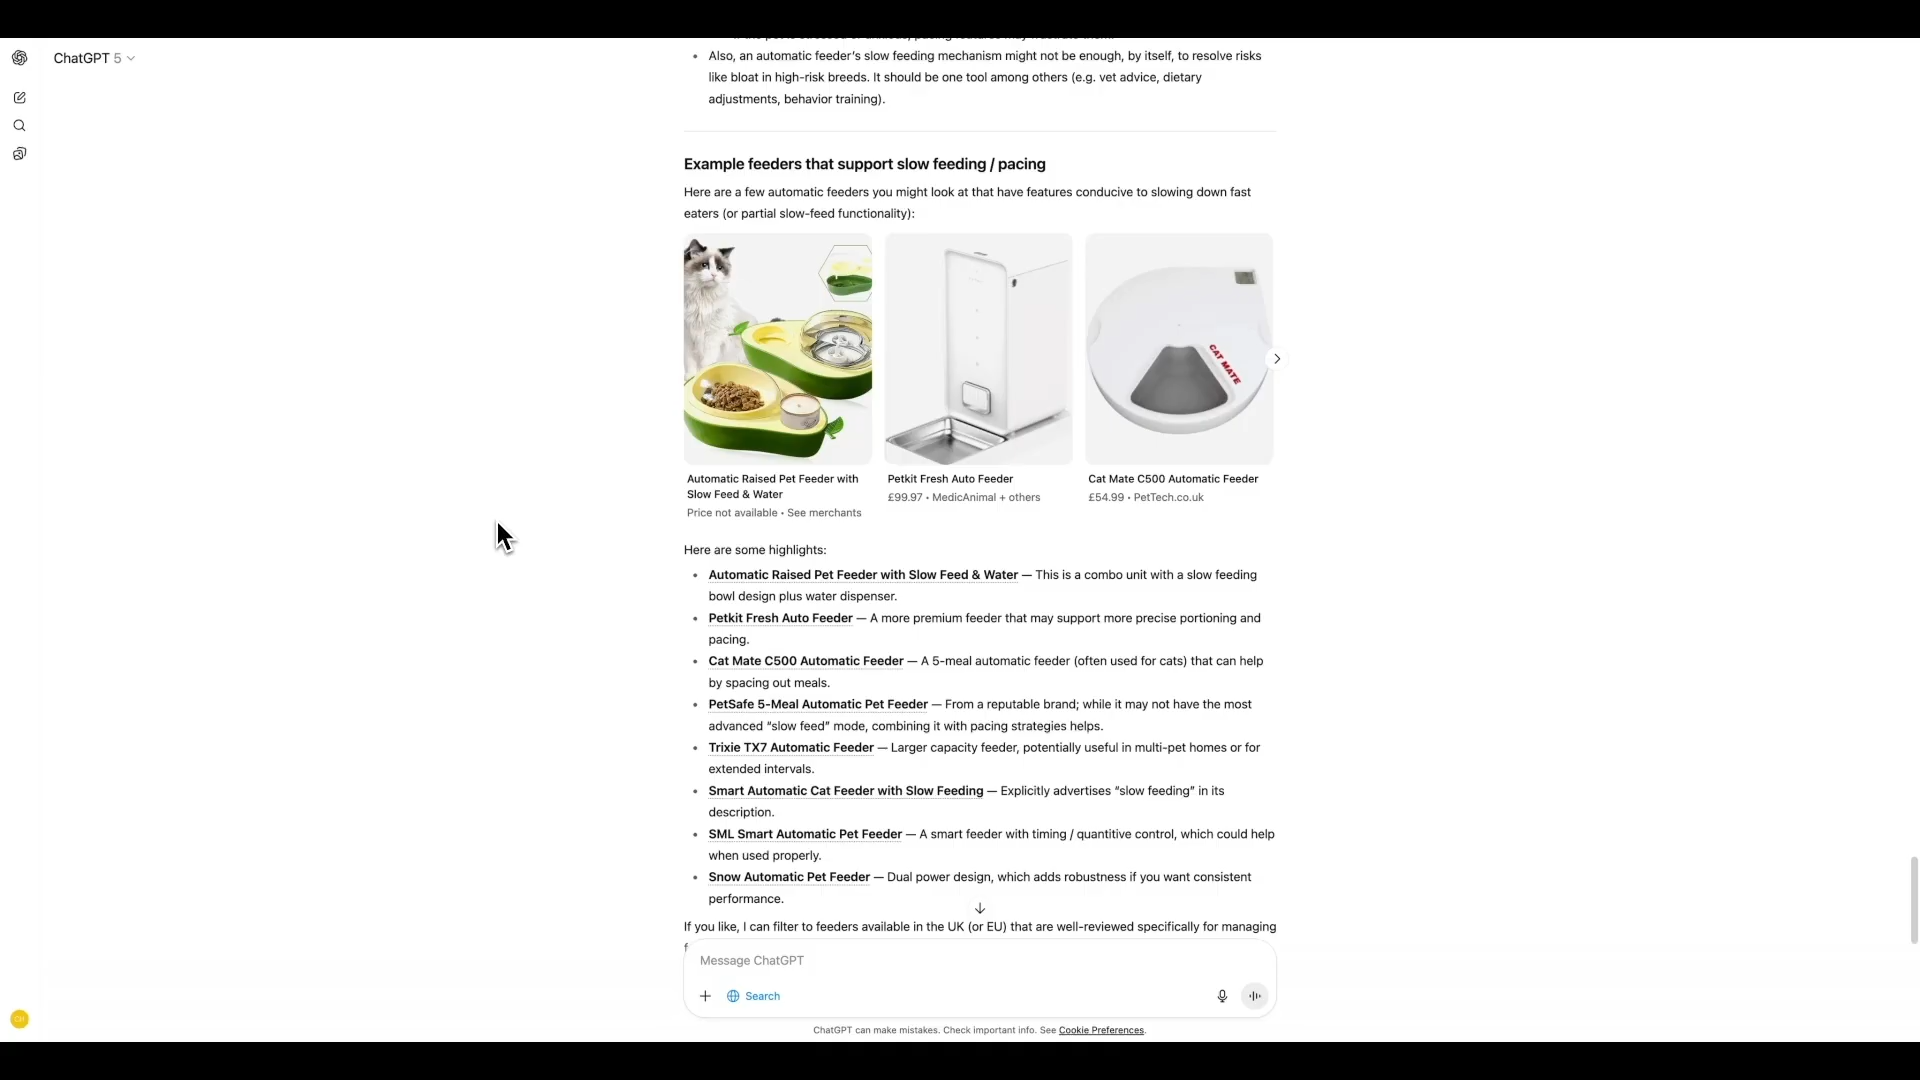 ChatGPT 5
Also, an automatic feeder’s slow feeding mechanism might not be enough, by itself, to resolve risks
like bloat in high-risk breeds. It should be one tool among others (e.g. vet advice, dietary
adjustments, behavior training).
Example feeders that support slow feeding / pacing
Here are a few automatic feeders you might look at that have features conducive to slowing down fast
eaters (or partial slow-feed functionality):
CAT MATE
Automatic Raised Pet Feeder with
Slow Feed & Water
Price not available • See merchants
Petkit Fresh Auto Feeder
£99.97 • MedicAnimal + others
Cat Mate C500 Automatic Feeder
£54.99 • PetTech.co.uk
Here are some highlights:
Automatic Raised Pet Feeder with Slow Feed & Water — This is a combo unit with a slow feeding
bowl design plus water dispenser.
Petkit Fresh Auto Feeder — A more premium feeder that may support more precise portioning and
pacing.
Cat Mate C500 Automatic Feeder — A 5-meal automatic feeder (often used for cats) that can help
by spacing out meals.
PetSafe 5-Meal Automatic Pet Feeder — From a reputable brand; while it may not have the most
advanced “slow feed” mode, combining it with pacing strategies helps.
Trixie TX7 Automatic Feeder — Larger capacity feeder, potentially useful in multi-pet homes or for
extended intervals.
Smart Automatic Cat Feeder with Slow Feeding — Explicitly advertises “slow feeding” in its
description.
SML Smart Automatic Pet Feeder — A smart feeder with timing / quantitive control, which could help
when used properly.
Snow Automatic Pet Feeder — Dual power design, which adds robustness if you want consistent
performance.
If you like, I can filter to feeders available in the UK (or EU) that are well-reviewed specifically for managing
Message ChatGPT
Search
CH
ChatGPT can make mistakes. Check important info. See Cookie Preferences.